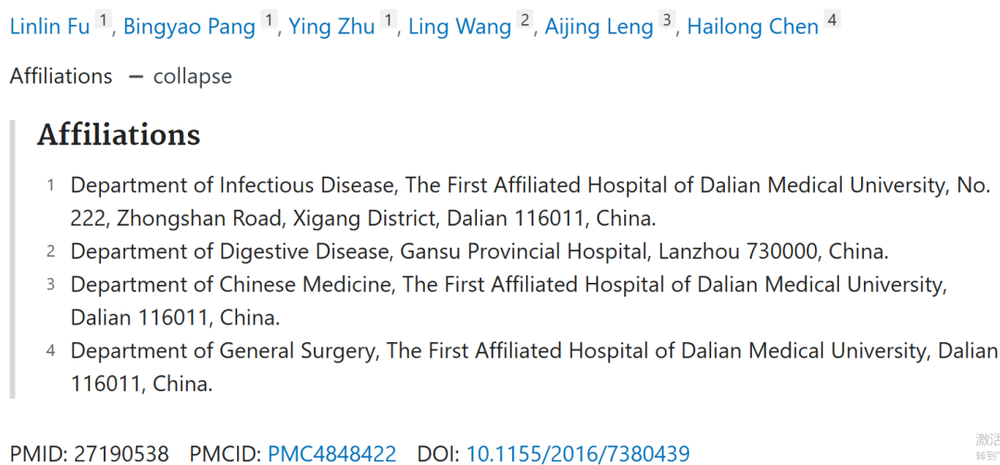 Linlin Fu 1, Bingyao Pang 1, Ying Zhu 1, Ling Wang 2, Aijing Leng 3, Hailong Chen 4
Affiliations − collapse
Affiliations
1 Department of Infectious Disease, The First Affiliated Hospital of Dalian Medical University, No.
222, Zhongshan Road, Xigang District, Dalian 116011, China.
2 Department of Digestive Disease, Gansu Provincial Hospital, Lanzhou 730000, China.
3 Department of Chinese Medicine, The First Affiliated Hospital of Dalian Medical University,
Dalian 116011, China.
4 Department of General Surgery, The First Affiliated Hospital of Dalian Medical University, Dalian
116011, China.
激活
转到"
PMID: 27190538 PMCID: PMC4848422 DOI: 10.1155/2016/7380439